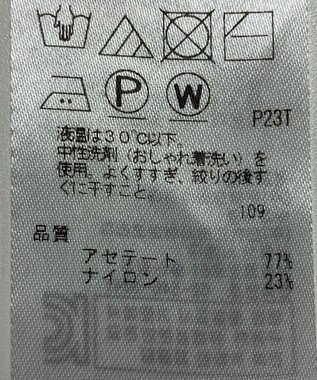 P
W
P23T
液温は30℃以下。
中性洗剤(おしゃれ着洗い)を
使用。よくすすぎ、絞りの後す
ぐに干すこと。
109
品質
アセテート 77%
ナイロン 23%